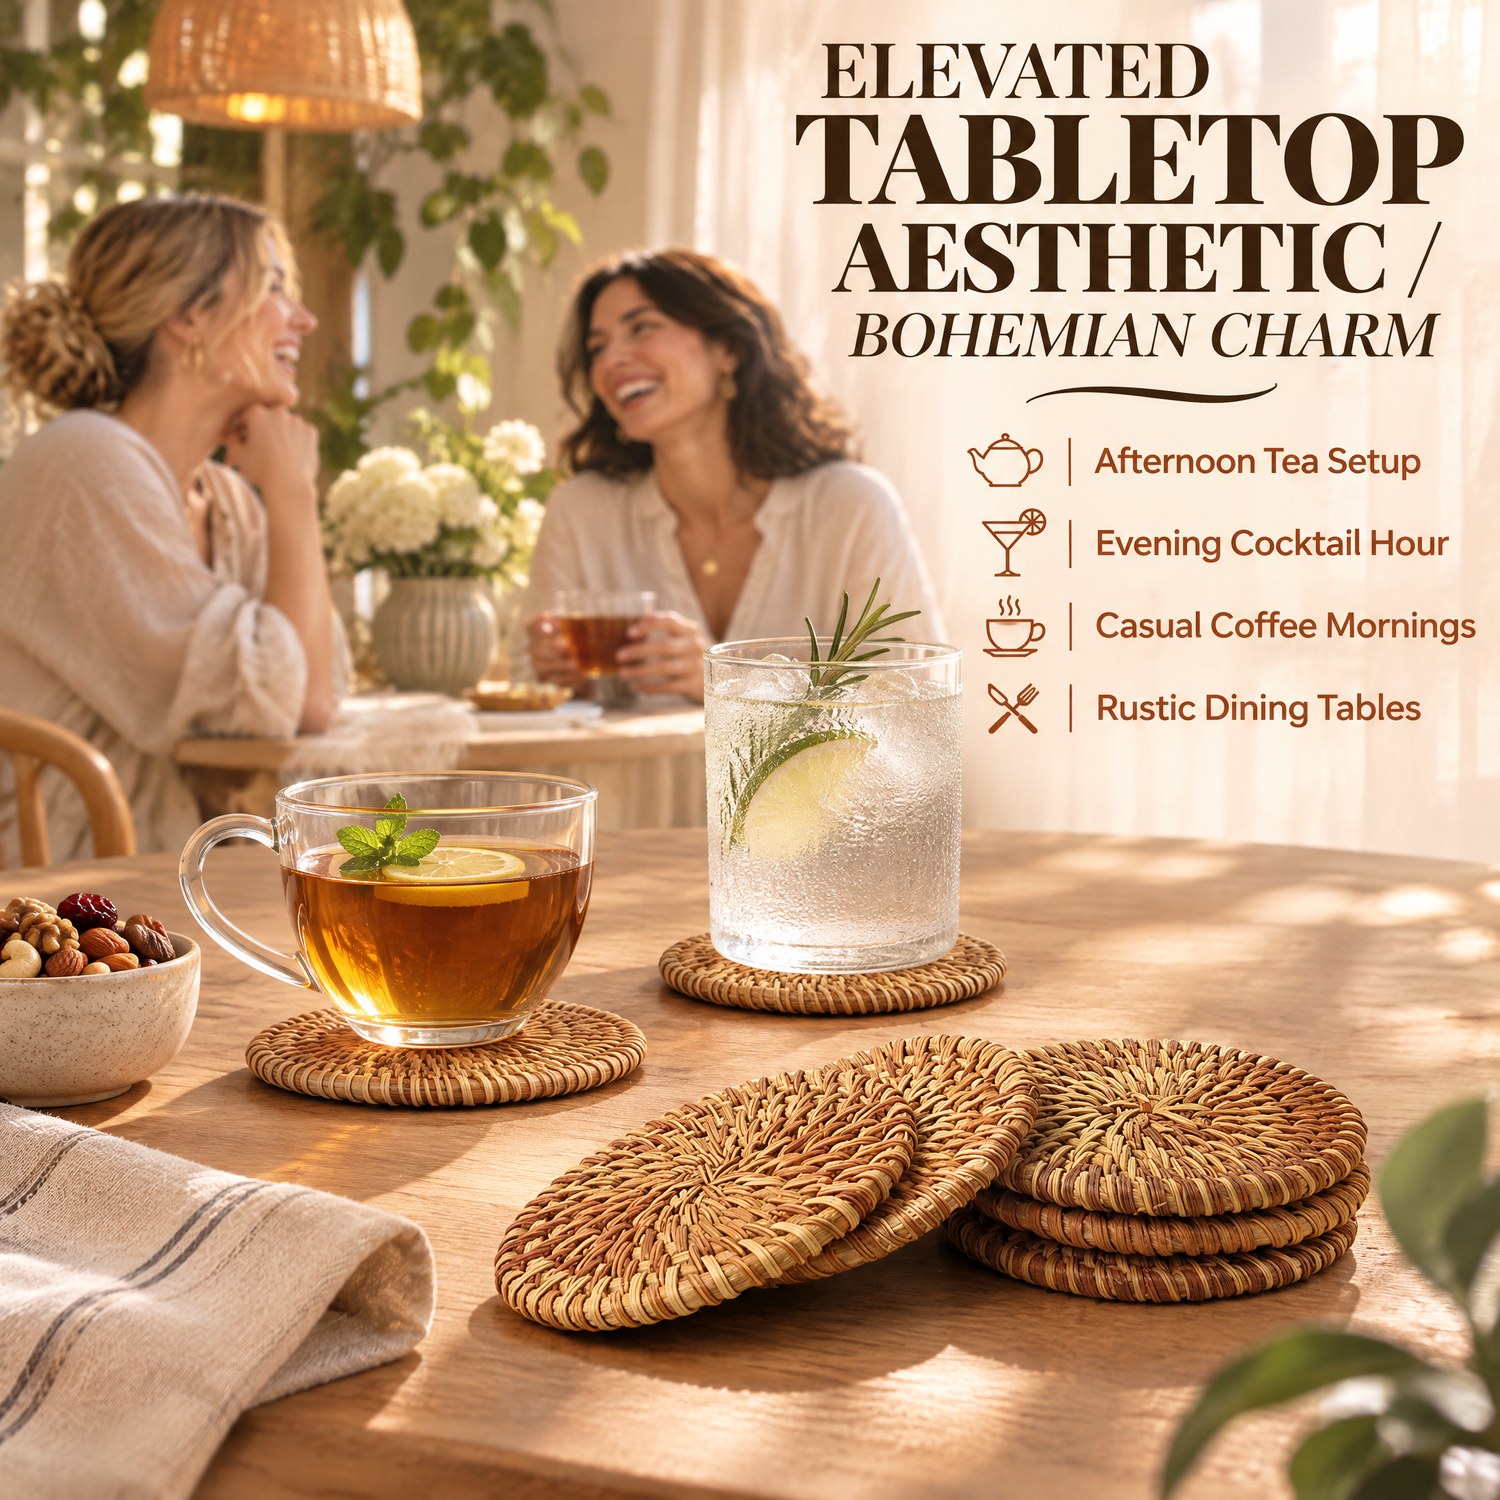 ELEVATED
TABLETOP
AESTHETIC /
BOHEMIAN CHARM
Afternoon Tea Setup
Evening Cocktail Hour
Casual Coffee Mornings
Rustic Dining Tables